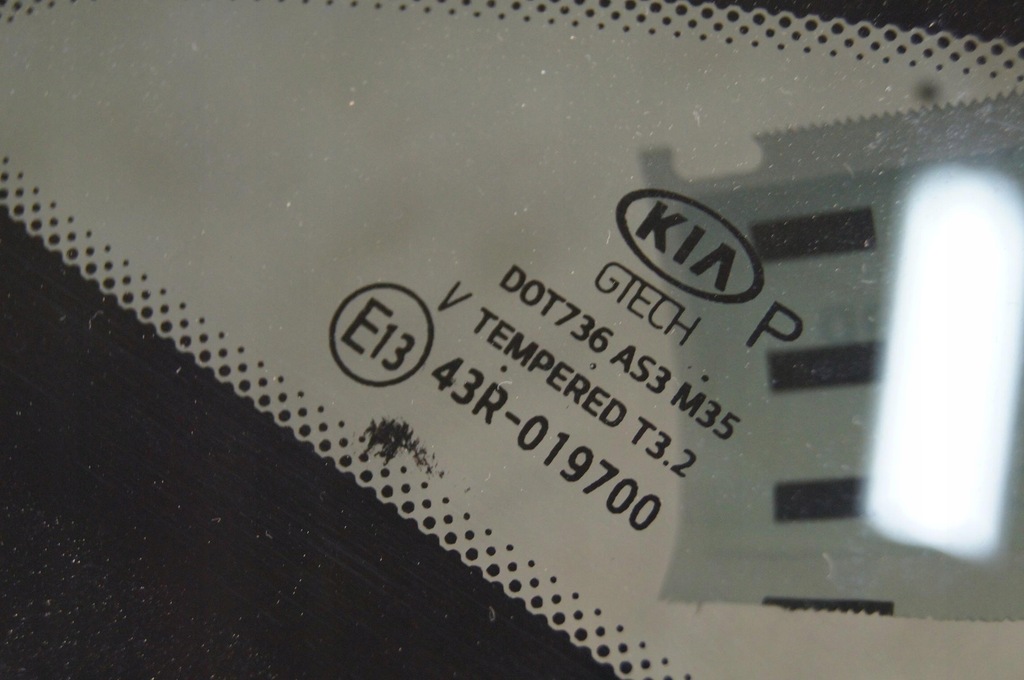 KIA
GTECH
P
DOT736 AS3 M35
V TEMPERED T3.2
E13 43R-019700